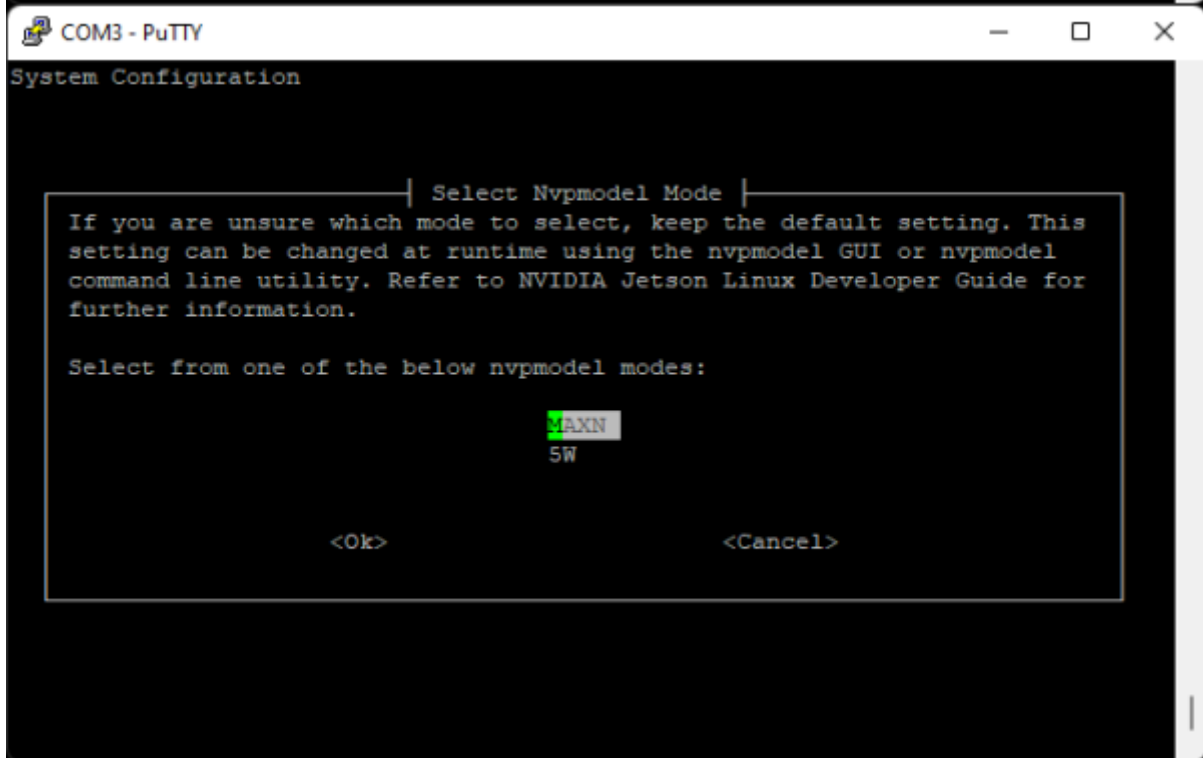 COM3 - PuTTY
System Configuration
Select Nvpmodel Mode
If you are unsure which mode to select, keep the default setting. This
setting can be changed at runtime using the nvpmodel GUI or nvpmodel
command line utility. Refer to NVIDIA Jetson Linux Developer Guide for
further information.
Select from one of the below nvpmodel modes:
MAXN
5W
<Ok> <Cancel>